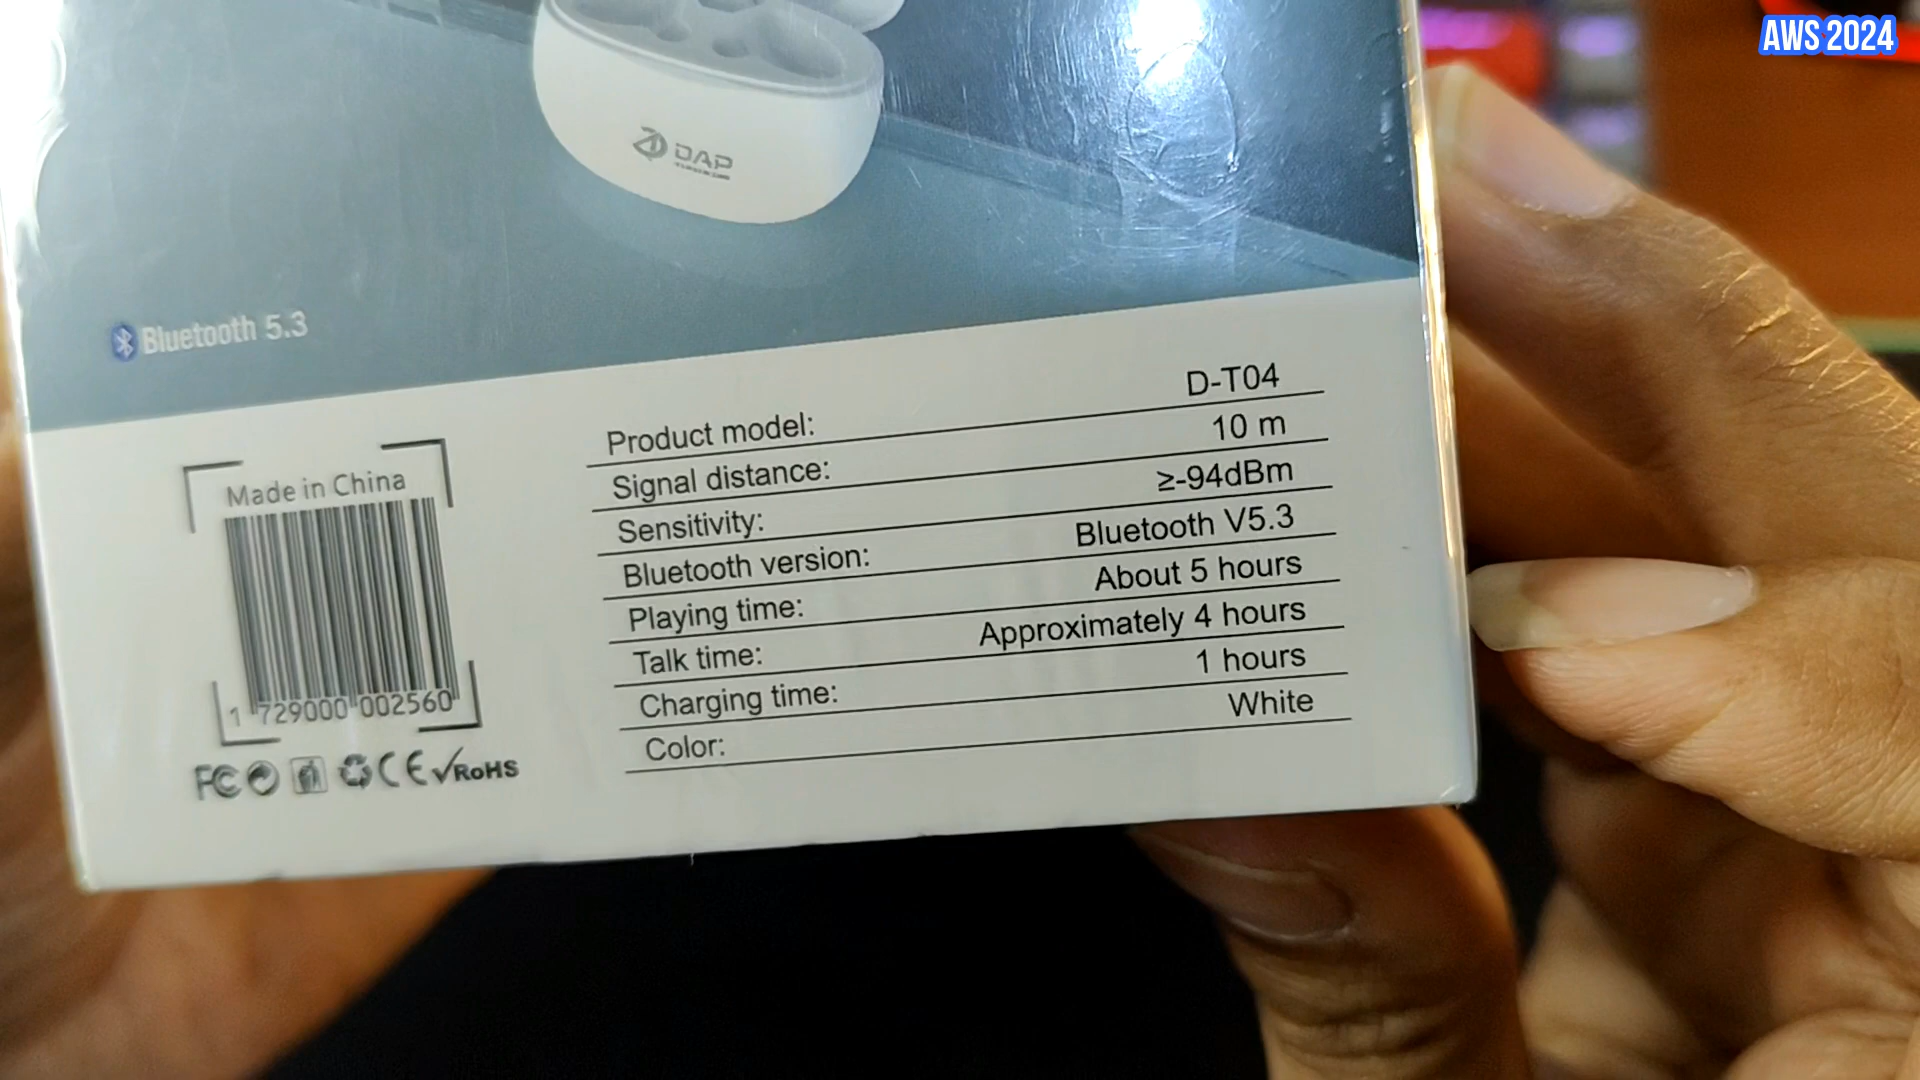 AWS 2024
DAP
Bluetooth 5.3
Made in China
1 729000 002560
FC CE √RoHS
Product model: D-T04
Signal distance: 10 m
Sensitivity: ≥-94dBm
Bluetooth version: Bluetooth V5.3
Playing time: About 5 hours
Talk time: Approximately 4 hours
Charging time: 1 hours
Color: White